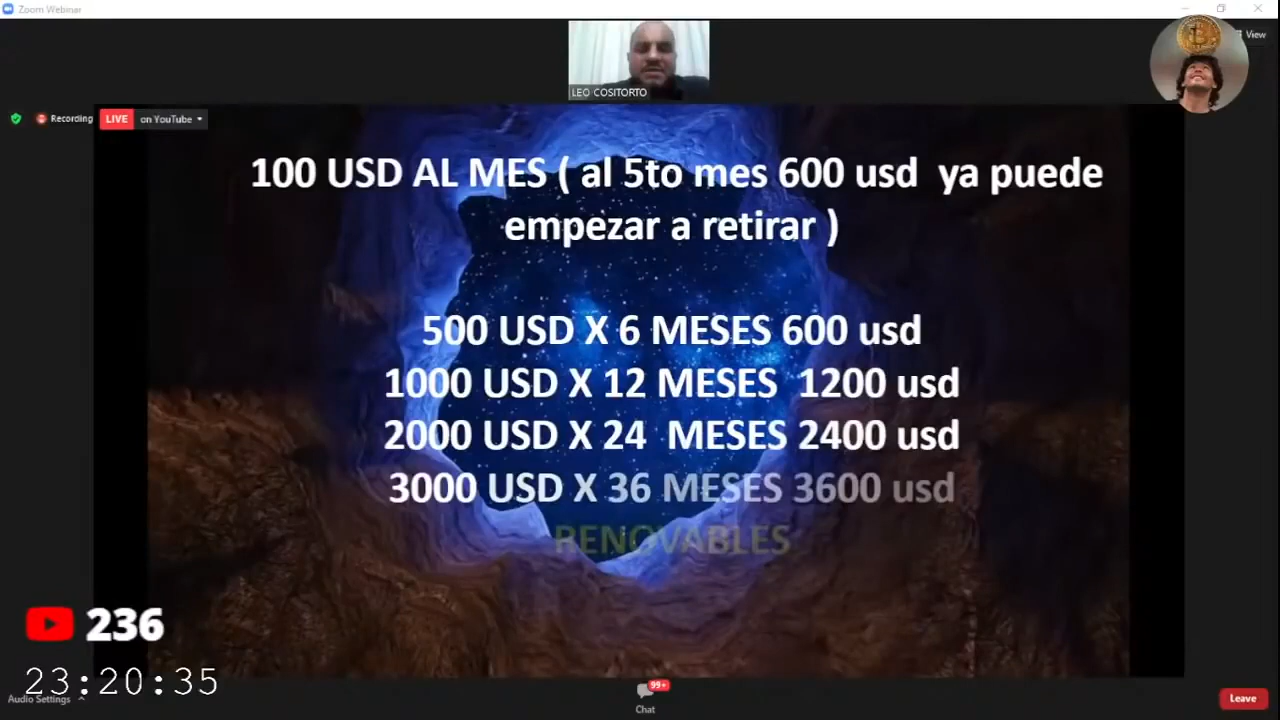 Zoom Webinar
View
LEO COSITORTO
Recording
LIVE on YouTube
100 USD AL MES ( al 5to mes 600 usd ya puede
empezar a retirar )
500 USD X 6 MESES 600 usd
1000 USD X 12 MESES 1200 usd
2000 USD X 24 MESES 2400 usd
3000 USD X 36 MESES 3600 usd
RENOVABLES
236
23:20:35
Audio Settings
99+
Chat
Leave